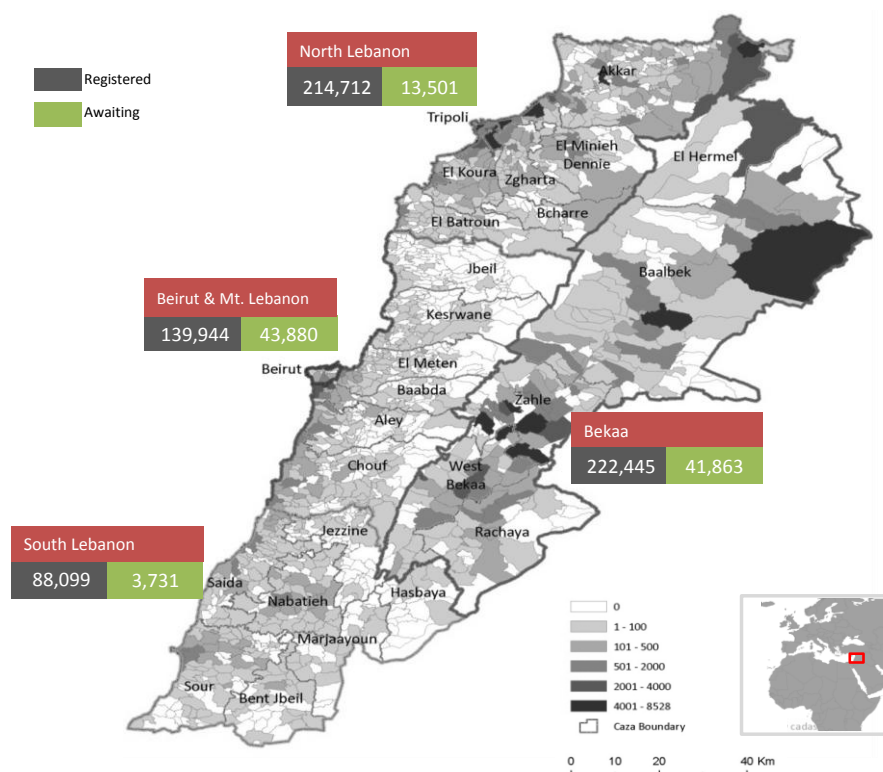 North Lebanon
214,712 13,501
Registered
Awaiting
Akkar
Tripoli
El Minieh
Dennie
El Hermel
El Koura
Zgharta
Bcharre
El Batroun
Jbeil
Baalbek
Beirut & Mt. Lebanon
139,944 43,880
Kesrwane
El Meten
Beirut
Baabda
Zahle
Aley
Bekaa
222,445 41,863
Chouf
West
Bekaa
Jezzine
Rachaya
South Lebanon
88,099 3,731
Saida
Hasbaya
Nabatieh
Marjaayoun
Sour
Bent Jbeil
0
1 - 100
101 - 500
501 - 2000
2001 - 4000
4001 - 8528
Caza Boundary
cadas
0 10 20 40 Km